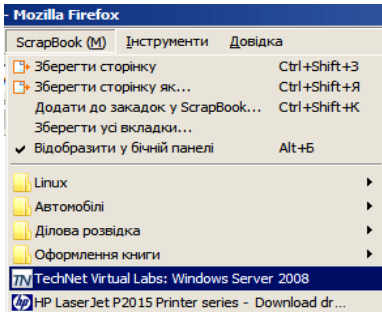 - Mozilla Firefox
ScrapBook (M) Інструменти Довідка
Зберегти сторінку Ctrl+Shift+З
Зберегти сторінку як... Ctrl+Shift+Я
Додати до закадок у ScrapBook... Ctrl+Shift+К
Зберегти усі вкладки...
Відобразити у бічній панелі Alt+Б
Linux
Автомобілі
Ділова розвідка
Оформлення книги
TN TechNet Virtual Labs: Windows Server 2008
hp HP LaserJet P2015 Printer series - Download dr...